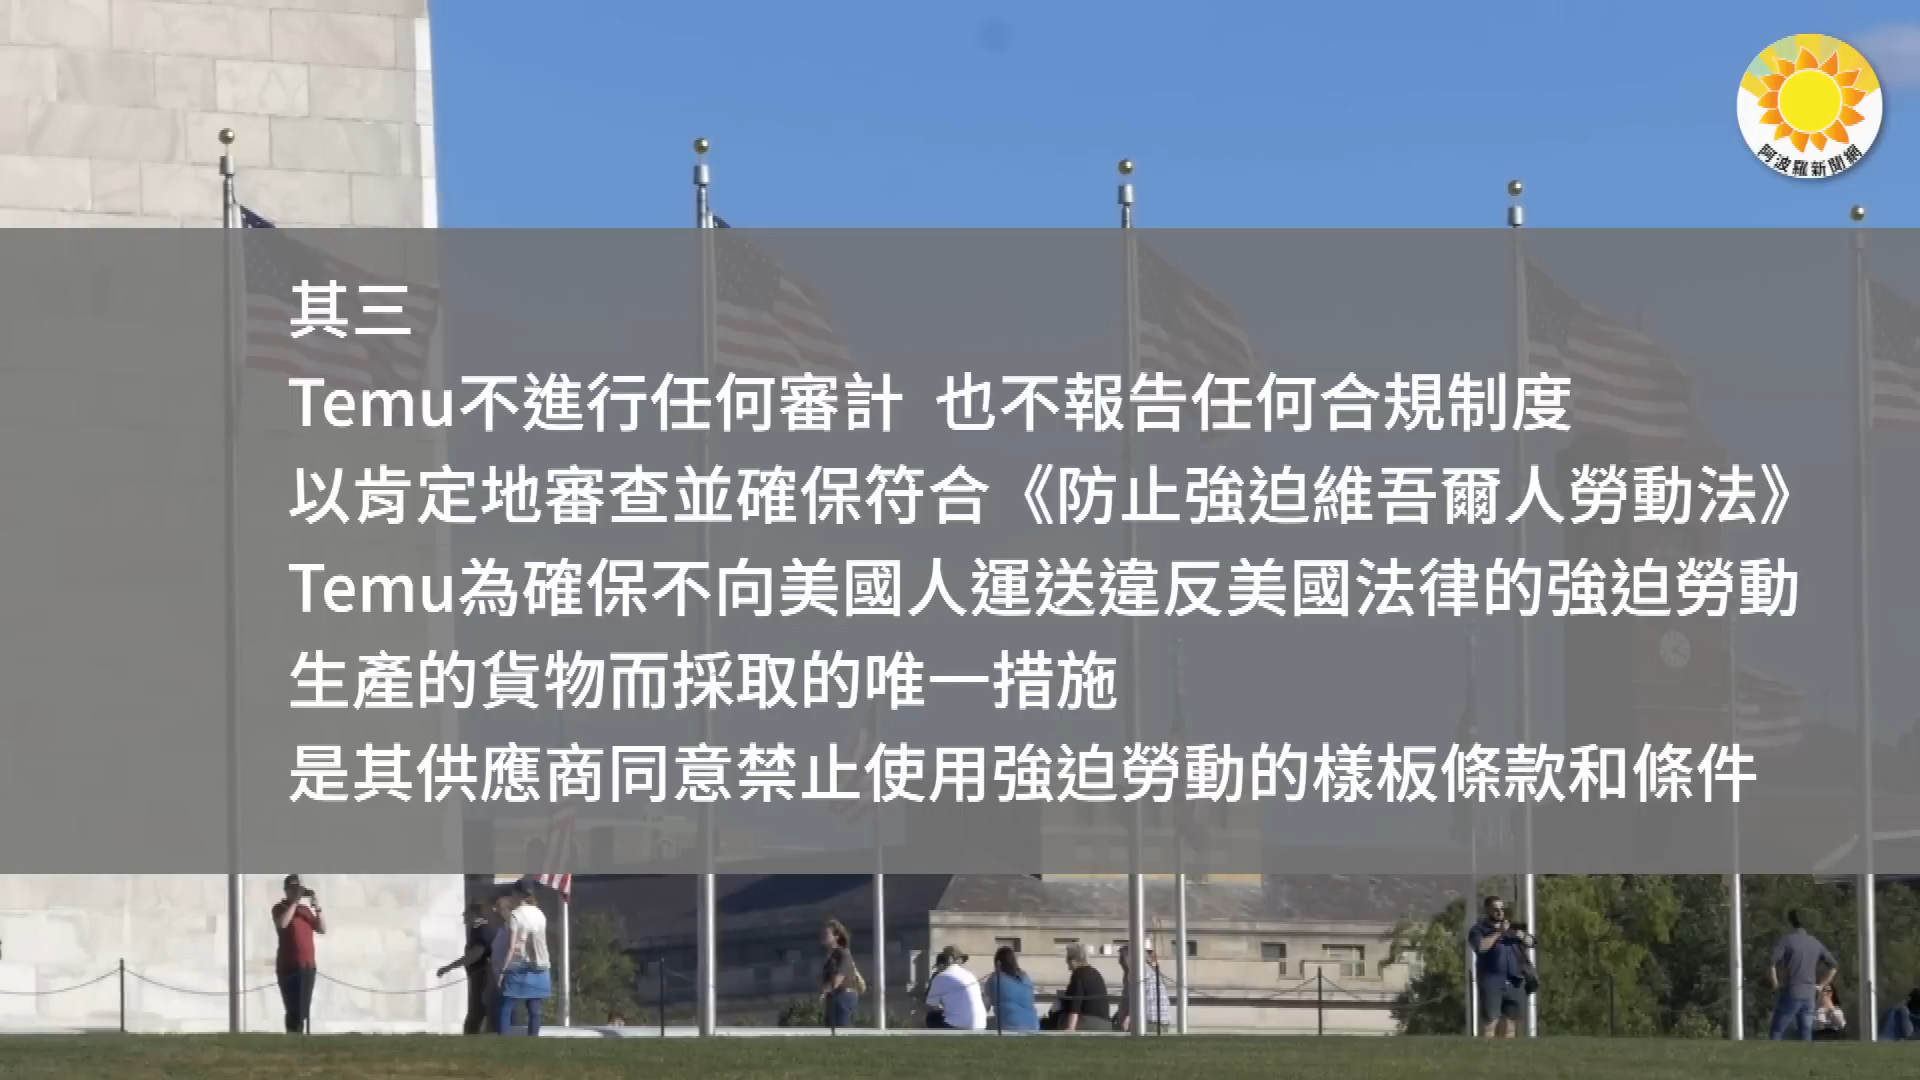 阿波羅新聞網
其三
Temu不進行任何審計 也不報告任何合規制度
以肯定地審查並確保符合《防止強迫維吾爾人勞動法》
Temu為確保不向美國人運送違反美國法律的強迫勞動
生產的貨物而採取的唯一措施
是其供應商同意禁止使用強迫勞動的樣板條款和條件